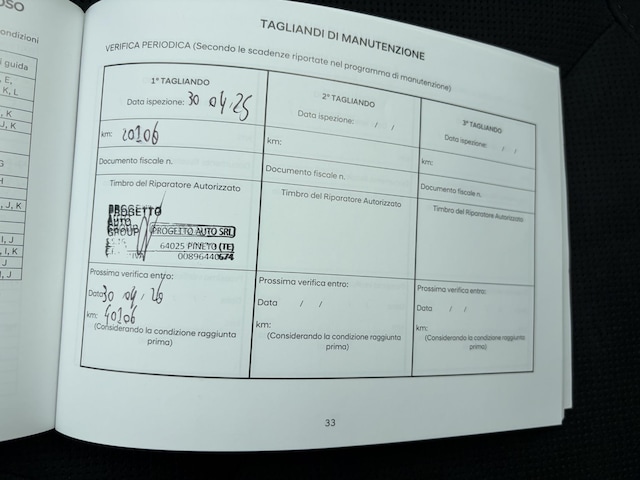 OSO
ondizioni
i guida
E,
K, L
, K
J, K
G
H
J, K
I, J
I, K
, J
TAGLIANDI DI MANUTENZIONE
VERIFICA PERIODICA (Secondo le scadenze riportate nel programma di manutenzione)
1° TAGLIANDO
Data ispezione: 30 04.25
km: 20106
Documento fiscale n.
Timbro del Riparatore Autorizzato
PROGETTO
AUTO
GROUP
PROGETTO AUTO SRL
64025 PINETO (TE)
Prossima verifica entro:
Data 30 04, 26
km: 40106
(Considerando la condizione raggiunta
prima)
2° TAGLIANDO
Data ispezione: / /
km:
Documento fiscale n.
Timbro del Riparatore Autorizzato
Prossima verifica entro:
Data / /
km:
(Considerando la condizione raggiunta
prima)
3° TAGLIANDO
Data ispezione: / /
km:
Documento fiscale n.
Timbro del Riparatore Autorizzato
Prossima verifica entro:
Data / /
km:
(Considerando la condizione raggiunta
prima)
33